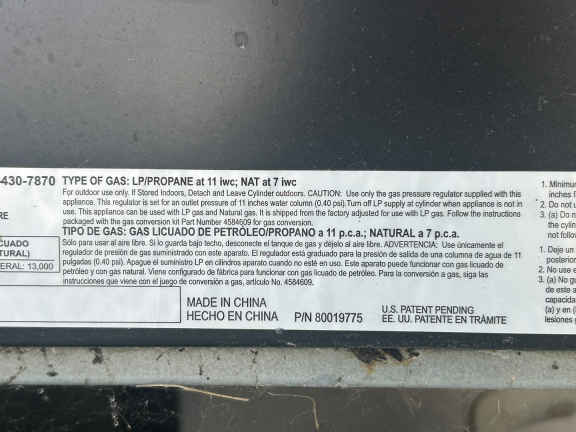 -430-7870
TYPE OF GAS: LP/PROPANE at 11 iwc; NAT at 7 iwc
For outdoor use only. If Stored Indoors, Detach and Leave Cylinder outdoors. CAUTION: Use only the gas pressure regulator supplied with this
appliance. This regulator is set for an outlet pressure of 11 inches water column (0.40 psi).Turn off LP supply at cylinder when appliance is not in
use. This appliance can be used with LP gas and Natural gas. It is shipped from the factory adjusted for use with LP gas. Follow the instructions
packaged with the gas conversion kit Part Number 4584609 for gas conversion.
TIPO DE GAS: GAS LICUADO DE PETRÓLEO/PROPANO a 11 p.c.a.; NATURAL a 7 p.c.a.
Sólo para usar al aire libre. Si lo guarda bajo techo, desconecte el tanque de gas y déjelo al aire libre. ADVERTENCIA: Use únicamente el
regulador de presión de gas suministrado con este aparato. El regulador está graduado para la presión de salida de una columna de agua de 11
pulgadas (0.40 psi). Apague el suministro LP en cilindro cuando no esté en uso. Este aparato puede funcionar con gas licuado de
petróleo y con gas natural. Viene configurado de fábrica para funcionar con gas licuado de petróleo. Para la conversión a gas, siga las
instrucciones que viene con el juego de conversión a gas, artículo No. 4584609.
RE
CUADO
TURAL)
ERAL: 13,000
MADE IN CHINA
HECHO EN CHINA
P/N 80019775
U.S. PATENT PENDING
EE. UU. PATENTE EN TRÁMITE
1. Minimum
inches
2. Do not
3. (a) Do
the cylin
not follo
1. Deje un
posterior
2. No use
3. (a) No
de este a
capacida
(a) y en
lesiones